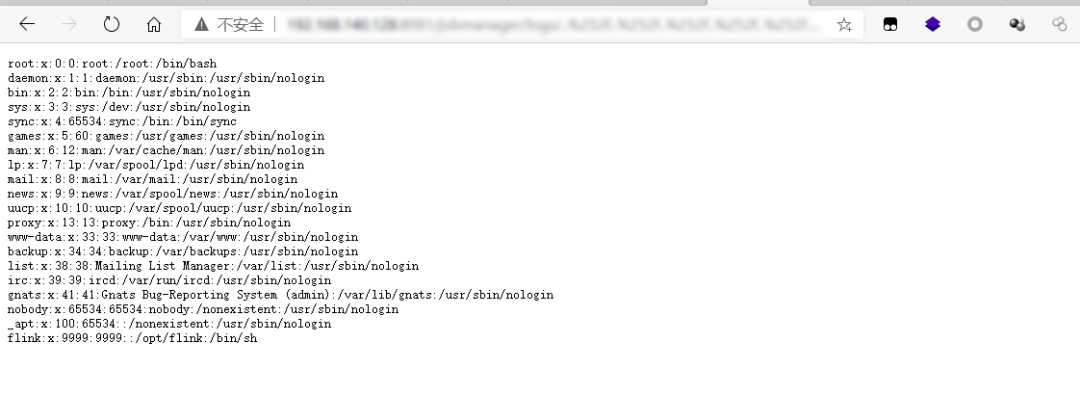 不安全
root:x:0:0:root:/root:/bin/bash
daemon:x:1:1:daemon:/usr/sbin:/usr/sbin/nologin
bin:x:2:2:bin:/bin:/usr/sbin/nologin
sys:x:3:3:sys:/dev:/usr/sbin/nologin
sync:x:4:65534:sync:/bin:/bin/sync
games:x:5:60:games:/usr/games:/usr/sbin/nologin
man:x:6:12:man:/var/cache/man:/usr/sbin/nologin
lp:x:7:7:lp:/var/spool/lpd:/usr/sbin/nologin
mail:x:8:8:mail:/var/mail:/usr/sbin/nologin
news:x:9:9:news:/var/spool/news:/usr/sbin/nologin
uucp:x:10:10:uucp:/var/spool/uucp:/usr/sbin/nologin
proxy:x:13:13:proxy:/bin:/usr/sbin/nologin
www-data:x:33:33:www-data:/var/www:/usr/sbin/nologin
backup:x:34:34:backup:/var/backups:/usr/sbin/nologin
list:x:38:38:Mailing List Manager:/var/list:/usr/sbin/nologin
irc:x:39:39:ircd:/var/run/ircd:/usr/sbin/nologin
gnats:x:41:41:Gnats Bug-Reporting System (admin):/var/lib/gnats:/usr/sbin/nologin
nobody:x:65534:65534:nobody:/nonexistent:/usr/sbin/nologin
_apt:x:100:65534::/nonexistent:/usr/sbin/nologin
flink:x:9999:9999::/opt/flink:/bin/sh